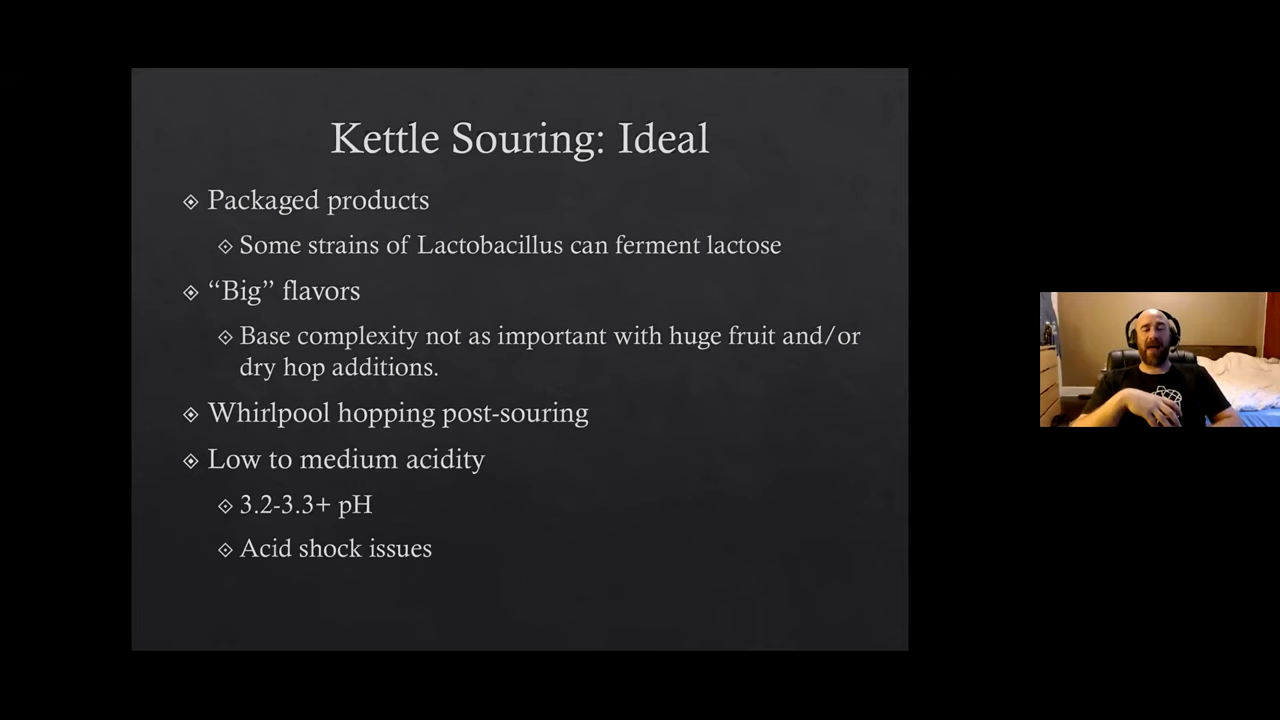 Kettle Souring: Ideal
Packaged products
Some strains of Lactobacillus can ferment lactose
“Big” flavors
Base complexity not as important with huge fruit and/or
dry hop additions.
Whirlpool hopping post-souring
Low to medium acidity
3.2-3.3+ pH
Acid shock issues